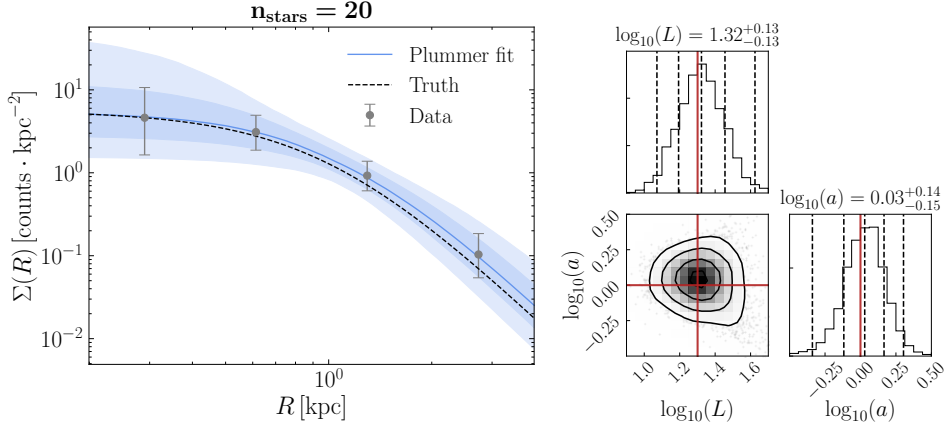 n_stars = 20
Σ(R) [counts · kpc⁻²]
10¹
10⁰
10⁻¹
10⁻²
Plummer fit
Truth
Data
10⁰
R [kpc]
log₁₀(L) = 1.32⁺⁰·¹³₋₀.₁₃
log₁₀(a) = 0.03⁺⁰·¹⁴₋₀.₁₅
log₁₀(a)
0.50
0.25
0.00
−0.25
1.0
1.2
1.4
1.6
log₁₀(L)
−0.25
0.00
0.25
0.50
log₁₀(a)